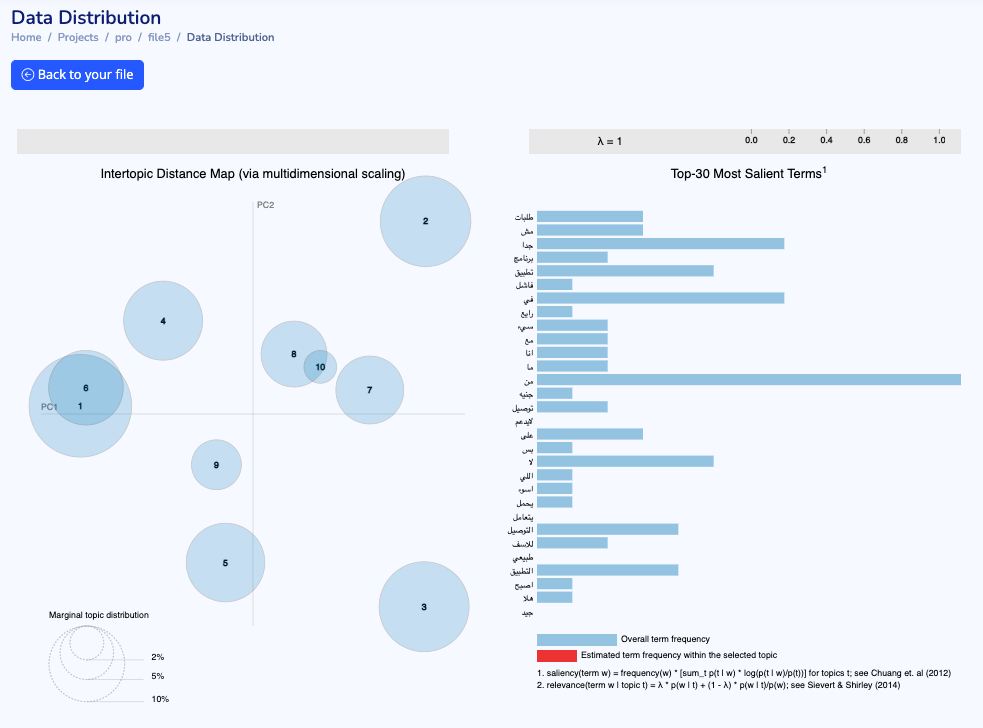 Data Distribution
Home / Projects / pro / file5 / Data Distribution
Back to your file
λ = 1
0.0 0.2 0.4 0.6 0.8 1.0
Intertopic Distance Map (via multidimensional scaling)
PC2
PC1
2
4
8
10
7
6
1
9
5
3
Marginal topic distribution
2%
5%
10%
Top-30 Most Salient Terms1
طلبات
مش
جدا
برنامج
تطبيق
فاشل
في
رايع
سيء
مع
انا
ما
من
جنيه
توصيل
لايدعم
على
بس
لا
اللي
اسوء
يحمل
يتعامل
التوصيل
للاسف
طبيعي
التطبيق
اصبح
هلا
جيد
Overall term frequency
Estimated term frequency within the selected topic
1. saliency(term w) = frequency(w) * [sum_t p(t | w) * log(p(t | w)/p(t))] for topics t; see Chuang et. al (2012)
2. relevance(term w | topic t) = λ * p(w | t) + (1 - λ) * p(w | t)/p(w); see Sievert & Shirley (2014)